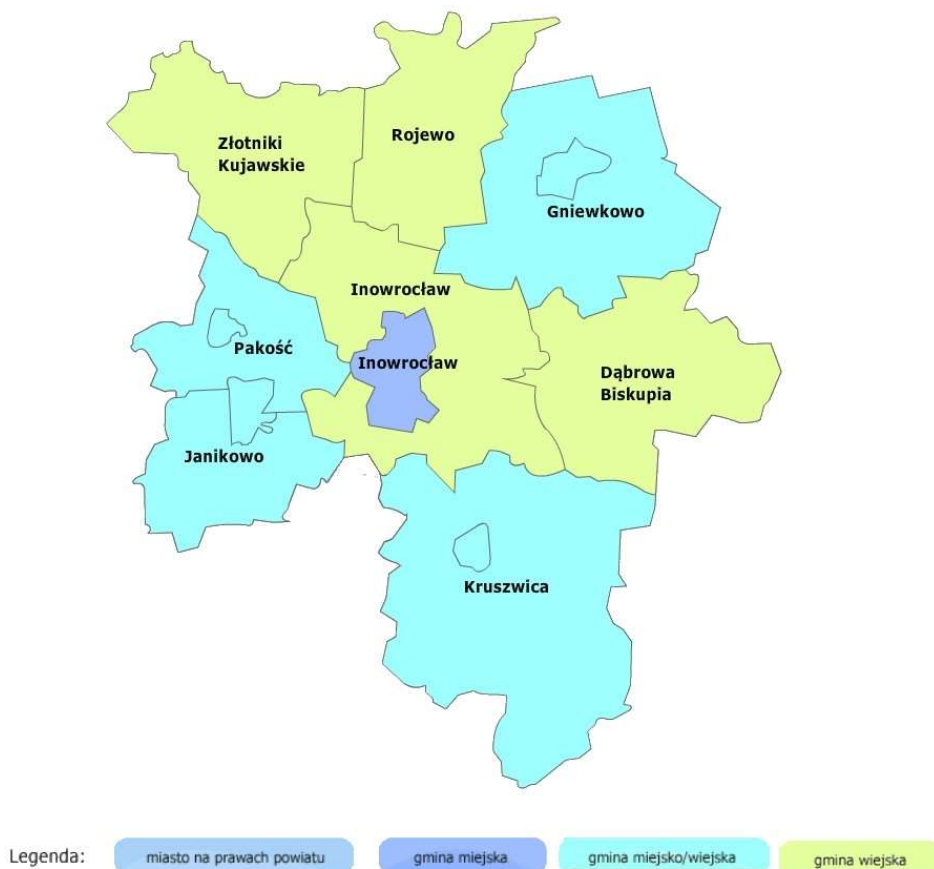 Rojewo
Złotniki
Kujawskie
Gniewkowo
Inowrocław
Pakość
Inowrocław
Dąbrowa
Biskupia
Janikowo
Kruszwica
Legenda:
miasto na prawach powiatu
gmina miejska
gmina miejsko/wiejska
gmina wiejska